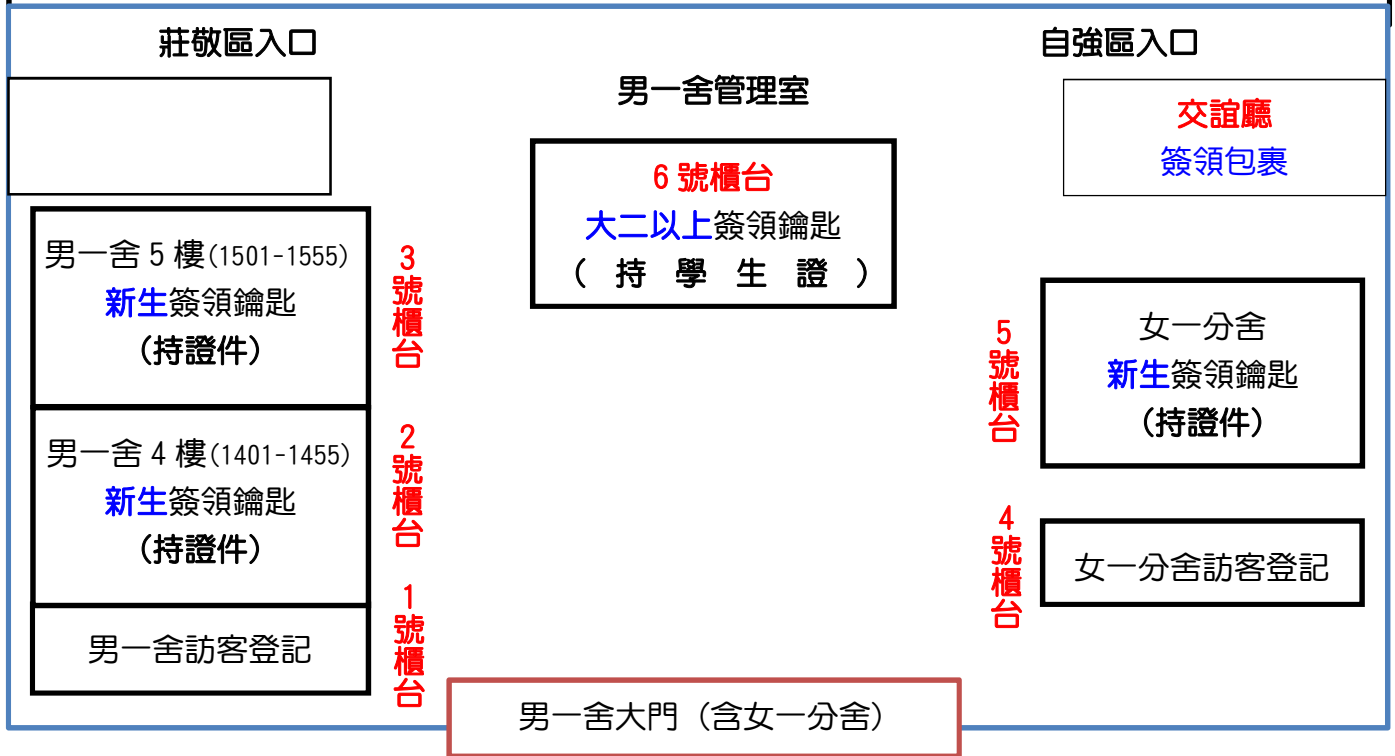 莊敬區入口
自強區入口
男一舍管理室
交誼廳
簽領包裹
6 號櫃台
大二以上簽領鑰匙
( 持 學 生 證 )
男一舍 5 樓(1501-1555)
新生簽領鑰匙
(持證件)
3號櫃台
男一舍 4 樓(1401-1455)
新生簽領鑰匙
(持證件)
2號櫃台
男一舍訪客登記
1號櫃台
5號櫃台
女一分舍
新生簽領鑰匙
(持證件)
4號櫃台
女一分舍訪客登記
男一舍大門（含女一分舍）